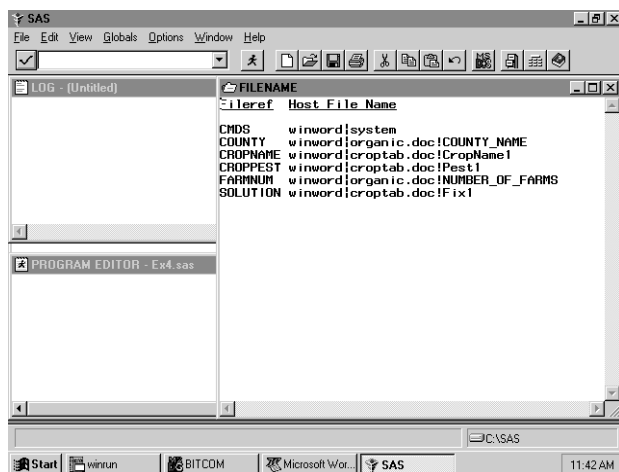 SAS
File Edit View Globals Options Window Help
MS DOS
LOG - (Untitled)
FILENAME
Fileref Host File Name
CMDS winword|system
COUNTY winword|organic.doc!COUNTY_NAME
CROPNAME winword|croptab.doc!CropName1
CROPPEST winword|croptab.doc!Pest1
FARMNUM winword|organic.doc!NUMBER_OF_FARMS
SOLUTION winword|croptab.doc!Fix1
PROGRAM EDITOR - Ex4.sas
C:\SAS
Start winrun BITCOM Microsoft Wor... SAS 11:42 AM